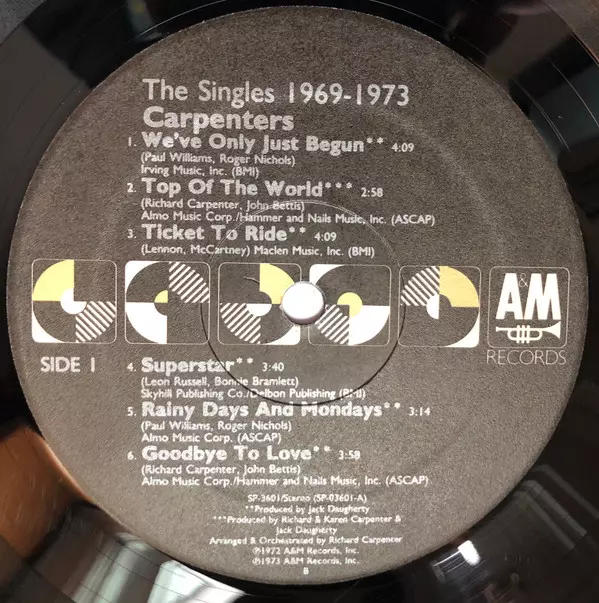 The Singles 1969-1973
Carpenters
1. We've Only Just Begun** 4:09
(Paul Williams, Roger Nichols)
Irving Music, Inc. (BMI)
2. Top Of The World*** 2:58
(Richard Carpenter, John Bettis)
Almo Music Corp./Hammer and Nails Music, Inc. (ASCAP)
3. Ticket To Ride** 4:09
(Lennon, McCartney) Maclen Music, Inc. (BMI)
A&M
SIDE 1
RECORDS
4. Superstar** 3:40
(Leon Russell, Bonnie Bramlett)
Skyhill Publishing Co./Delbon Publishing (BMI)
5. Rainy Days And Mondays** 3:14
(Paul Williams, Roger Nichols)
Almo Music Corp. (ASCAP)
6. Goodbye To Love** 3:58
(Richard Carpenter, John Bettis)
Almo Music Corp./Hammer and Nails Music, Inc. (ASCAP)
SP-3601/Stereo (SP-03601-A)
**Produced by Jack Daugherty
***Produced by Richard & Karen Carpenter &
Jack Daugherty
Arranged & Orchestrated by Richard Carpenter
℗1972 A&M Records, Inc.
℗1973 A&M Records, Inc.
B